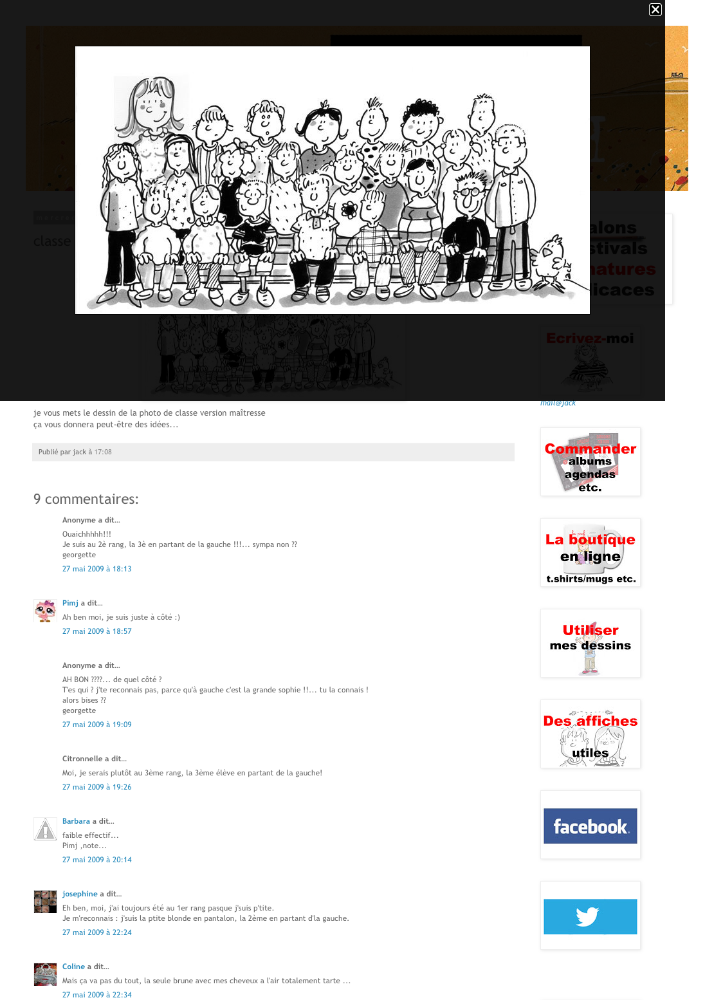 classe
je vous mets le dessin de la photo de classe version maîtresse
ça vous donnera peut-être des idées...
Publié par jack à 17:08
9 commentaires:
Anonyme a dit…
Ouaichhhhh!!!
Je suis au 2è rang, la 3è en partant de la gauche !!!... sympa non ??
georgette
27 mai 2009 à 18:13
Pimj a dit…
Ah ben moi, je suis juste à côté :)
27 mai 2009 à 18:57
Anonyme a dit…
AH BON ????... de quel côté ?
T'es qui ? j'te reconnais pas, parce qu'à gauche c'est la grande sophie !!... tu la connais !
alors bises ??
georgette
27 mai 2009 à 19:09
Citronnelle a dit…
Moi, je serais plutôt au 3ème rang, la 3ème élève en partant de la gauche!
27 mai 2009 à 19:26
Barbara a dit…
faible effectif...
Pimj ,note...
27 mai 2009 à 20:14
josephine a dit…
Eh ben, moi, j'ai toujours été au 1er rang pasque j'suis p'tite.
Je m'reconnais : j'suis la ptite blonde en pantalon, la 2ème en partant d'la gauche.
27 mai 2009 à 22:24
Coline a dit…
Mais ça va pas du tout, la seule brune avec mes cheveux a l'air totalement tarte ...
27 mai 2009 à 22:34
alons
stivals
natures
icaces
Ecrivez-moi
mail@jack
Commander
albums
agendas
etc.
La boutique
en ligne
t.shirts/mugs etc.
Utiliser
mes dessins
Des affiches
utiles
facebook